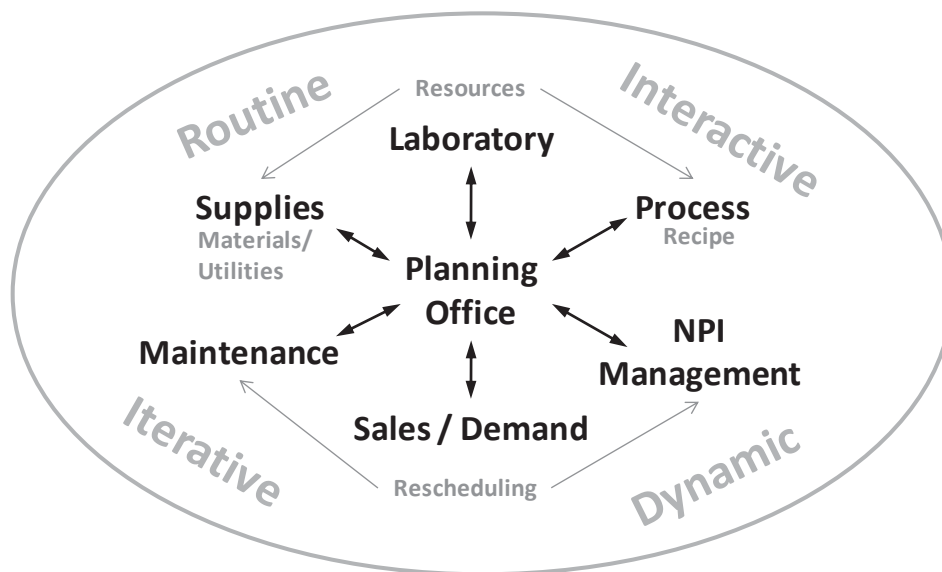 Routine
Resources
Interactive
Laboratory
Supplies
Materials/
Utilities
Process
Recipe
Planning
Office
Maintenance
NPI
Management
Sales / Demand
Iterative
Rescheduling
Dynamic